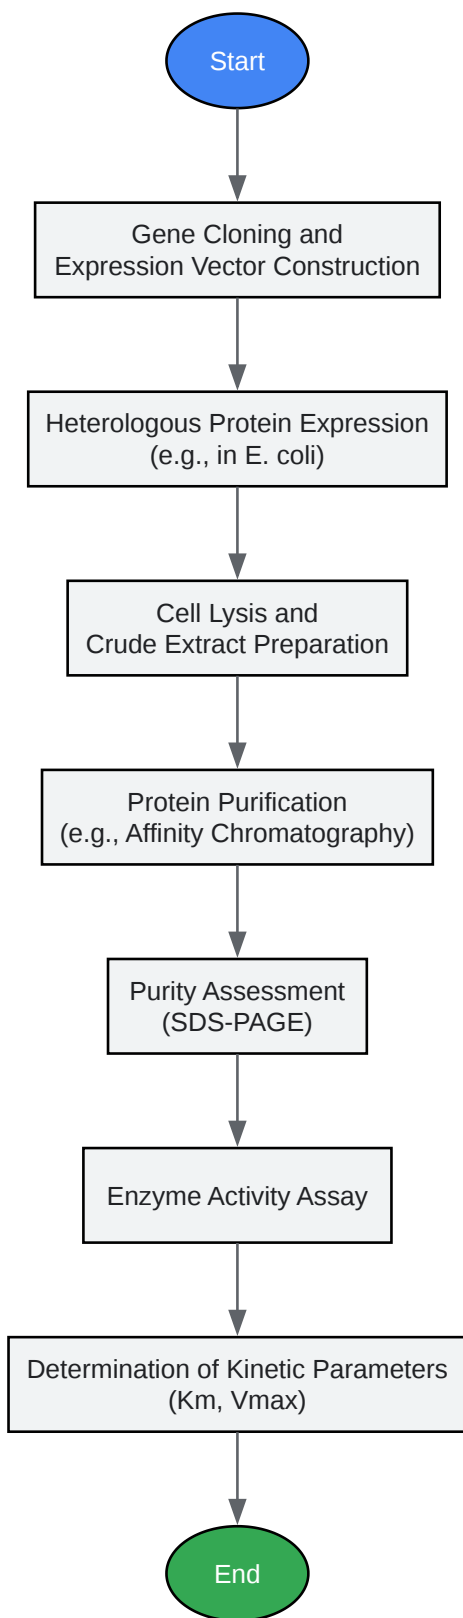 Start
Gene Cloning and
Expression Vector Construction
Heterologous Protein Expression
(e.g., in E. coli)
Cell Lysis and
Crude Extract Preparation
Protein Purification
(e.g., Affinity Chromatography)
Purity Assessment
(SDS-PAGE)
Enzyme Activity Assay
Determination of Kinetic Parameters
(Km, Vmax)
End